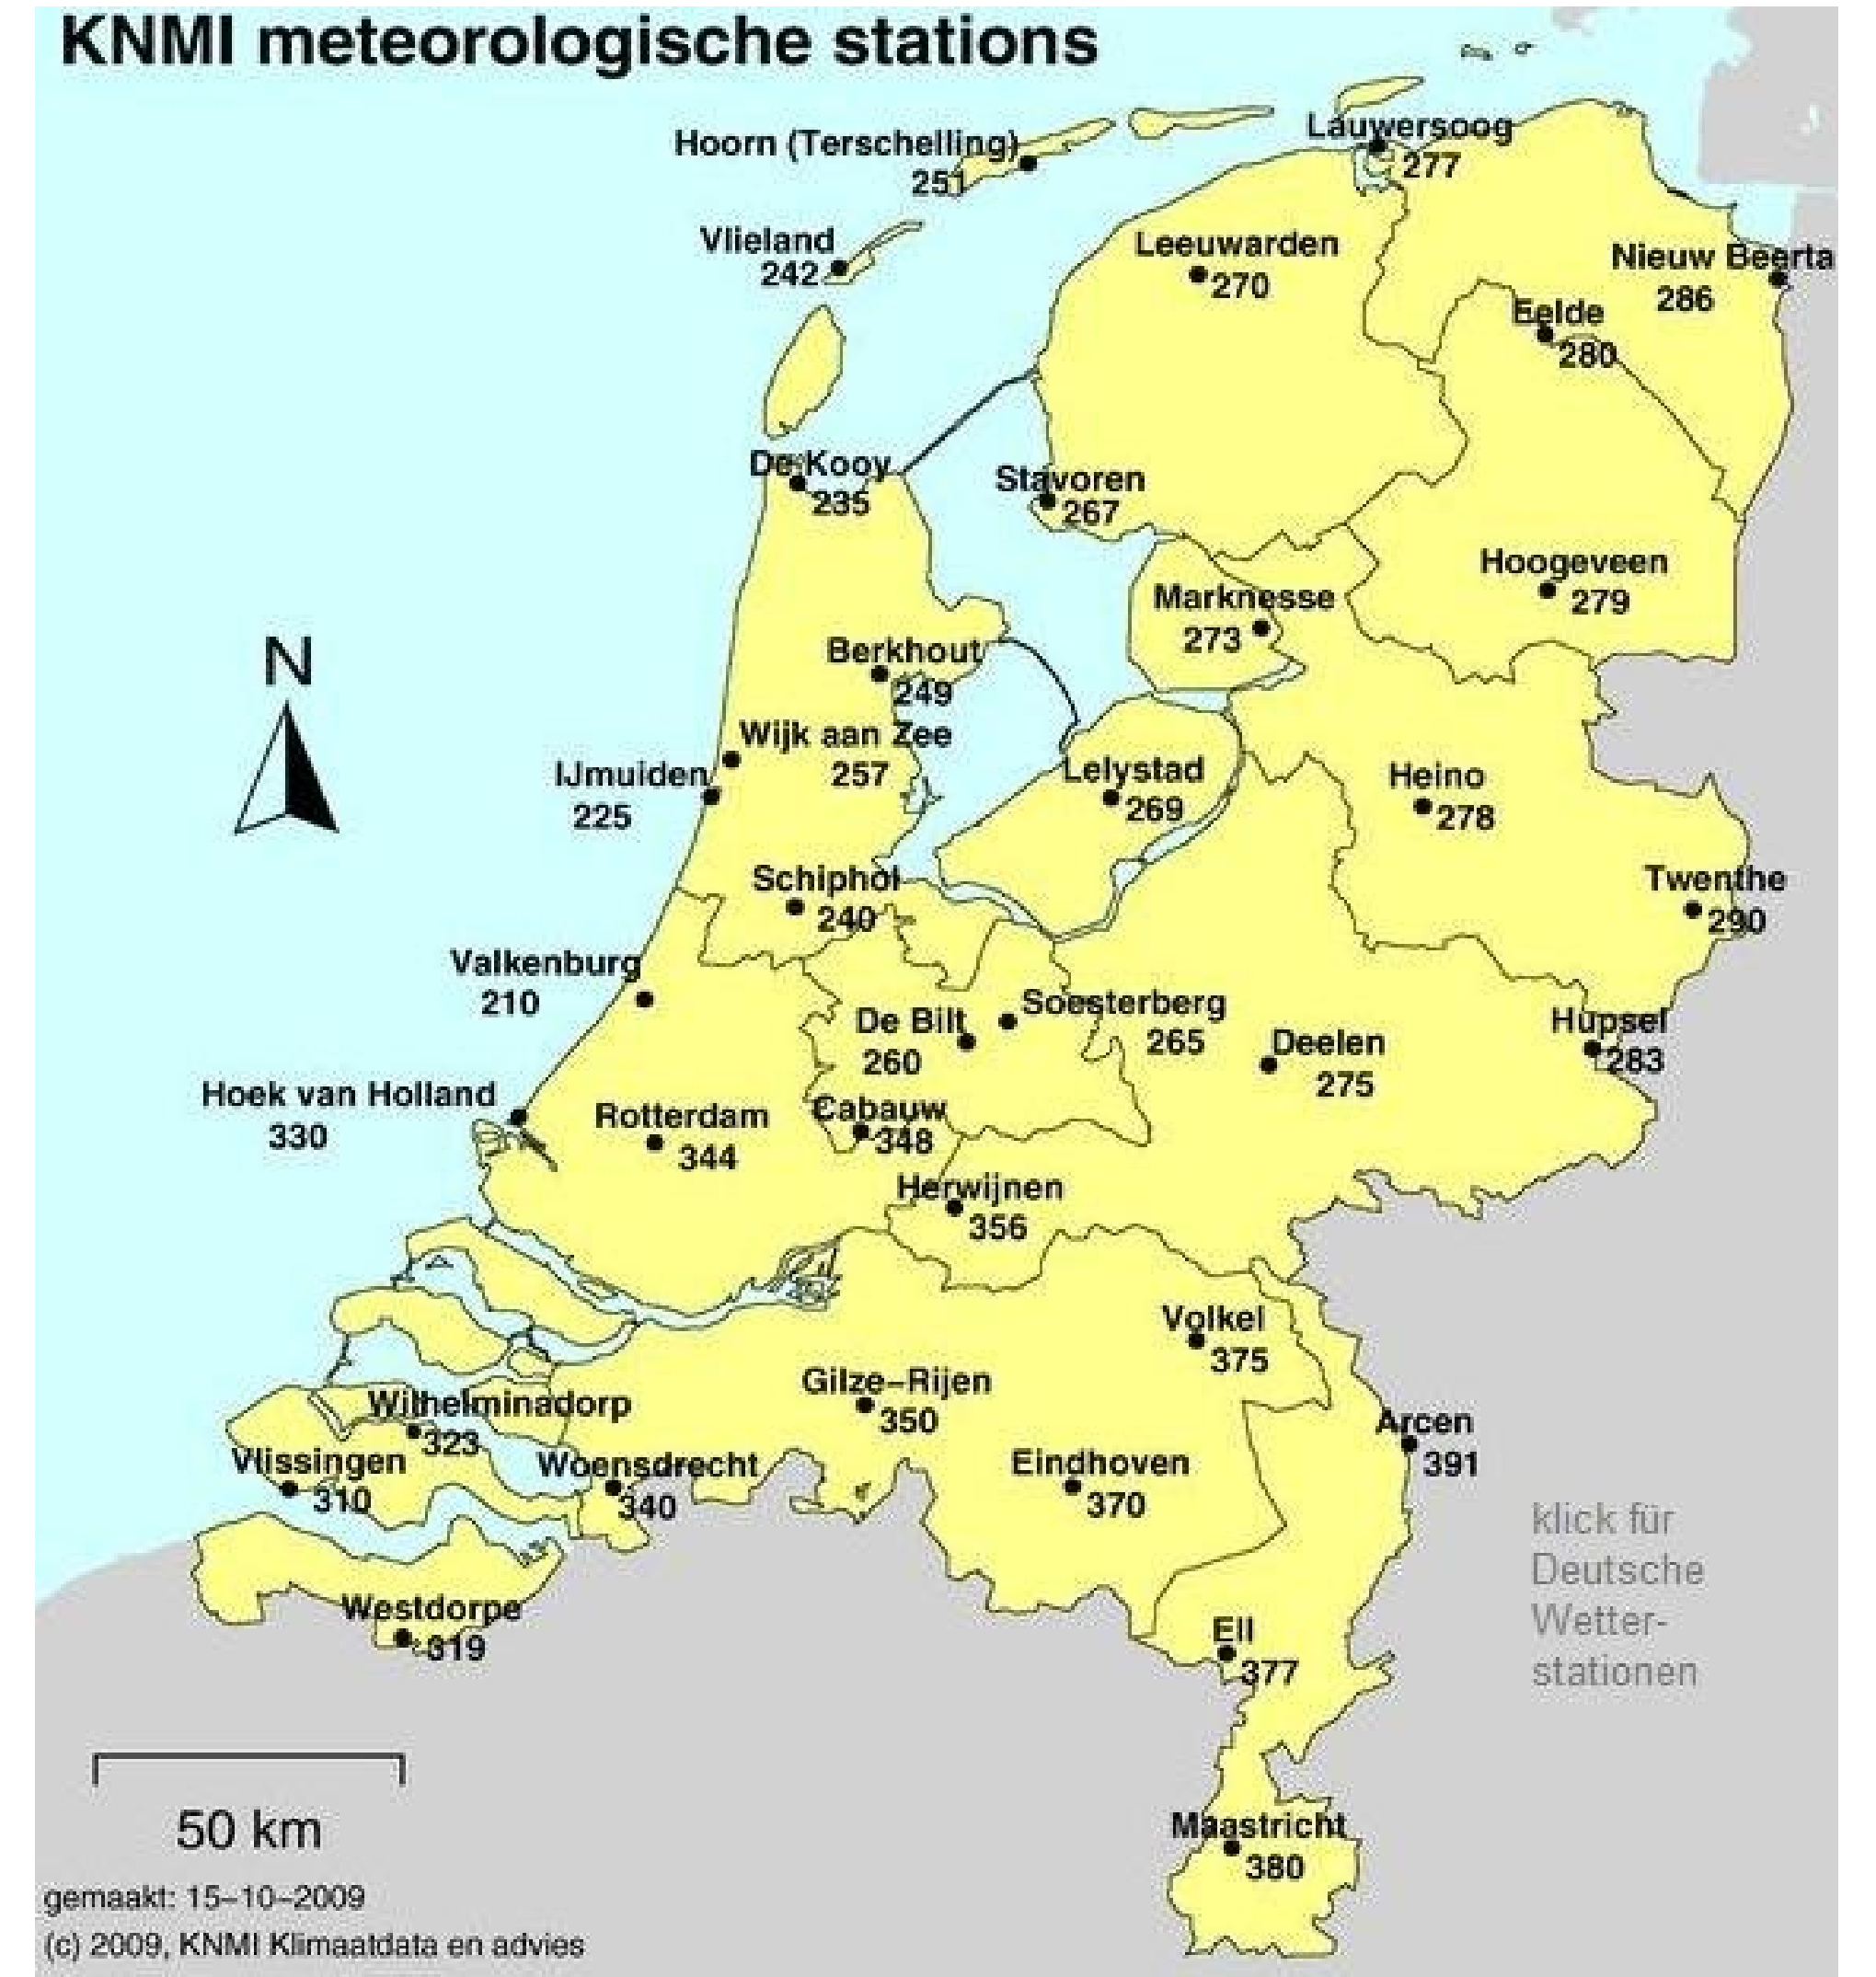 KNMI meteorologische stations
Hoorn (Terschelling)
251
Lauwersoog
277
Vlieland
242
Leeuwarden
270
Nieuw Beerta
286
Eelde
280
De Kooy
235
Stavoren
267
Hoogeveen
279
Marknesse
273
N
Berkhout
249
Wijk aan Zee
257
IJmuiden
225
Lelystad
269
Heino
278
Schiphol
240
Twenthe
290
Valkenburg
210
Soesterberg
265
De Bilt
260
Deelen
275
Hupsel
283
Hoek van Holland
330
Rotterdam
344
Cabauw
348
Herwijnen
356
Volkel
375
Gilze-Rijen
350
Wilhelminadorp
323
Arcen
391
Vlissingen
310
Woensdrecht
340
Eindhoven
370
klick für
Deutsche
Wetter-
stationen
Westdorpe
319
Ell
377
50 km
Maastricht
380
gemaakt: 15-10-2009
(c) 2009, KNMI Klimaatdata en advies